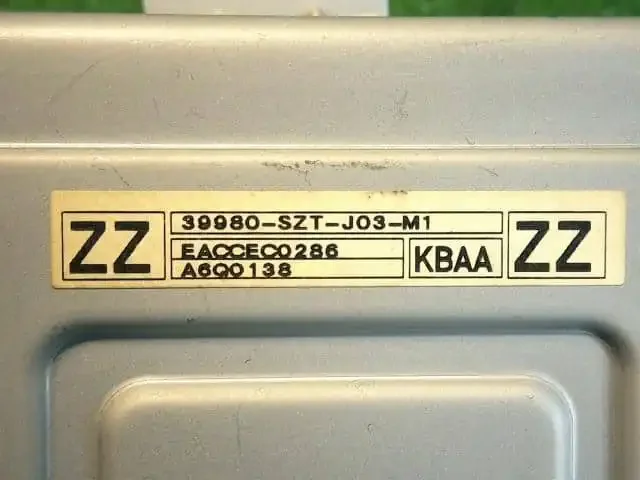 ZZ
39980-SZT-J03-M1
EACCEC0286
A6Q0138
KBAA
ZZ